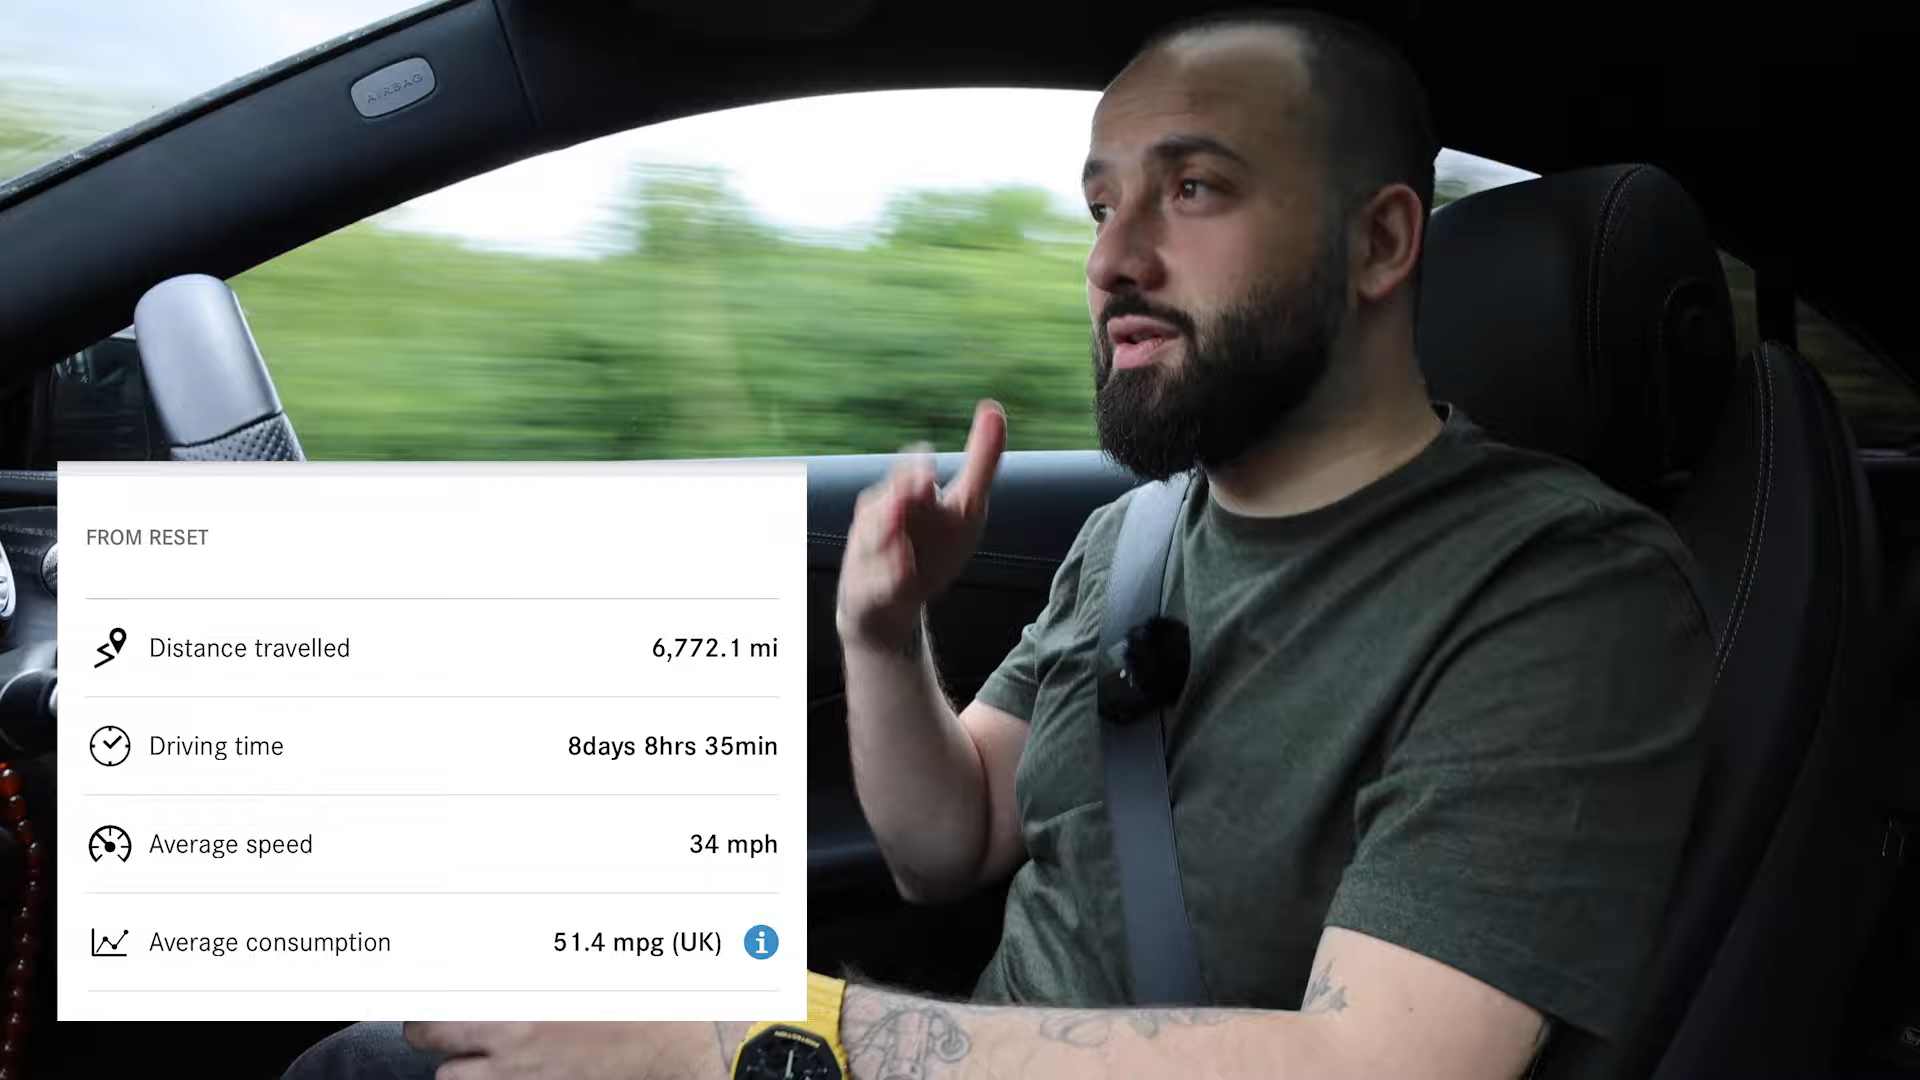 AIRBAG
FROM RESET
Distance travelled 6,772.1 mi
Driving time 8days 8hrs 35min
Average speed 34 mph
Average consumption 51.4 mpg (UK) i
PROTECTION